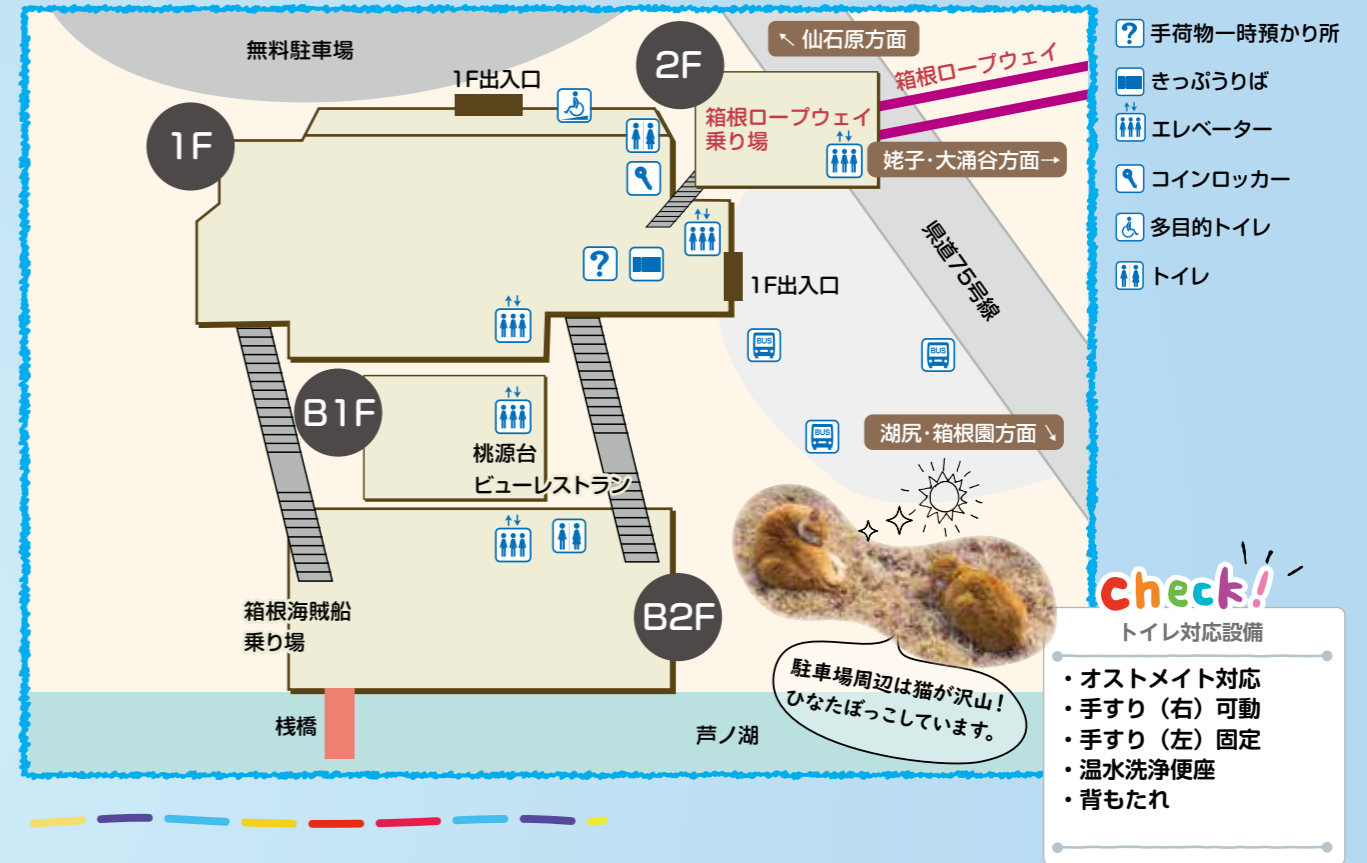 無料駐車場
1F出入口
2F
↖ 仙石原方面
箱根ロープウェイ
箱根ロープウェイ
乗り場
1F
姥子・大涌谷方面→
県道75号線
1F出入口
BUS
BUS
BUS
湖尻・箱根園方面 ↘
B1F
桃源台
ビューレストラン
箱根海賊船
乗り場
B2F
桟橋
芦ノ湖
駐車場周辺は猫が沢山!
ひなたぼっこしています。
? 手荷物一時預かり所
きっぷうりば
エレベーター
コインロッカー
多目的トイレ
トイレ
?
check!
トイレ対応設備
・オストメイト対応
・手すり（右）可動
・手すり（左）固定
・温水洗浄便座
・背もたれ